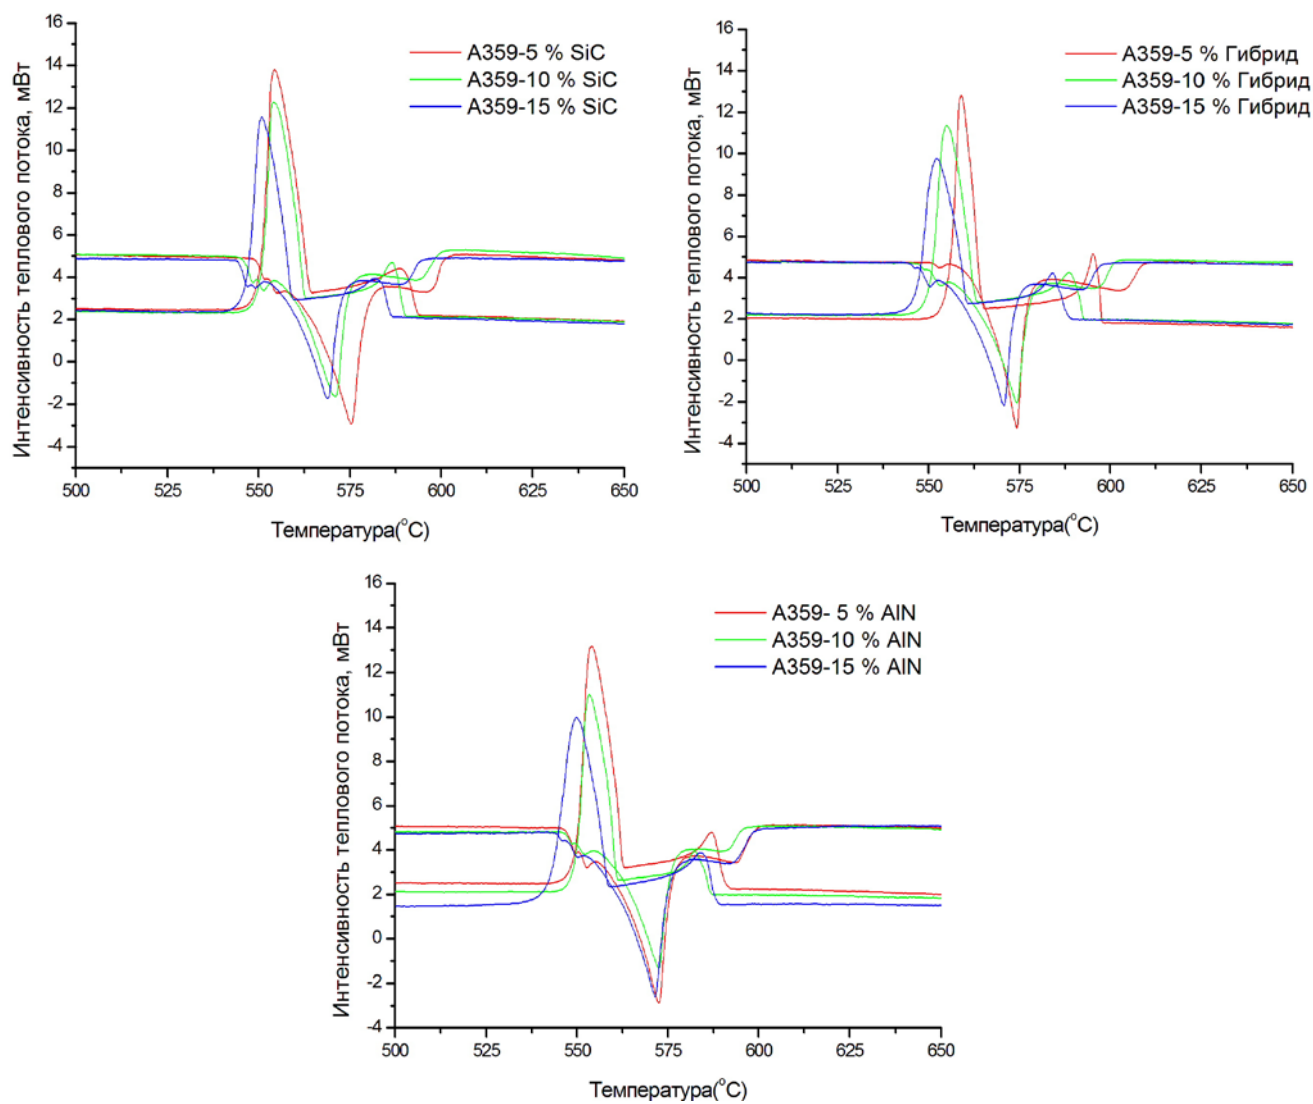 Интенсивность теплового потока, мВт
16
14
12
10
8
6
4
2
0
-2
-4
A359-5 % SiC
A359-10 % SiC
A359-15 % SiC
500 525 550 575 600 625 650
Температура(°C)
Интенсивность теплового потока, мВт
16
14
12
10
8
6
4
2
0
-2
-4
A359-5 % Гибрид
A359-10 % Гибрид
A359-15 % Гибрид
500 525 550 575 600 625 650
Температура(°C)
Интенсивность теплового потока, мВт
16
14
12
10
8
6
4
2
0
-2
-4
A359- 5 % AlN
A359-10 % AlN
A359-15 % AlN
500 525 550 575 600 625 650
Температура(°C)